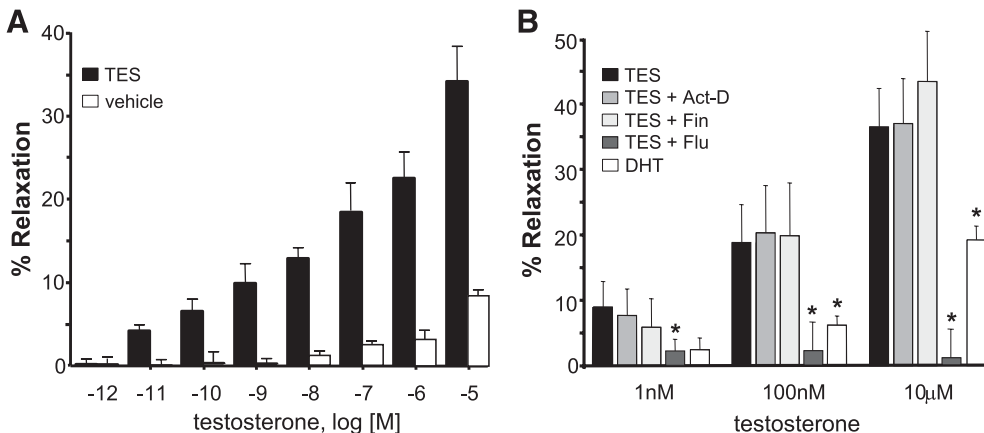 A
% Relaxation
40
30
20
10
0
TES
vehicle
-12 -11 -10 -9 -8 -7 -6 -5
testosterone, log [M]
B
% Relaxation
50
40
30
20
10
0
TES
TES + Act-D
TES + Fin
TES + Flu
DHT
*
* *
* *
1nM 100nM 10μM
testosterone